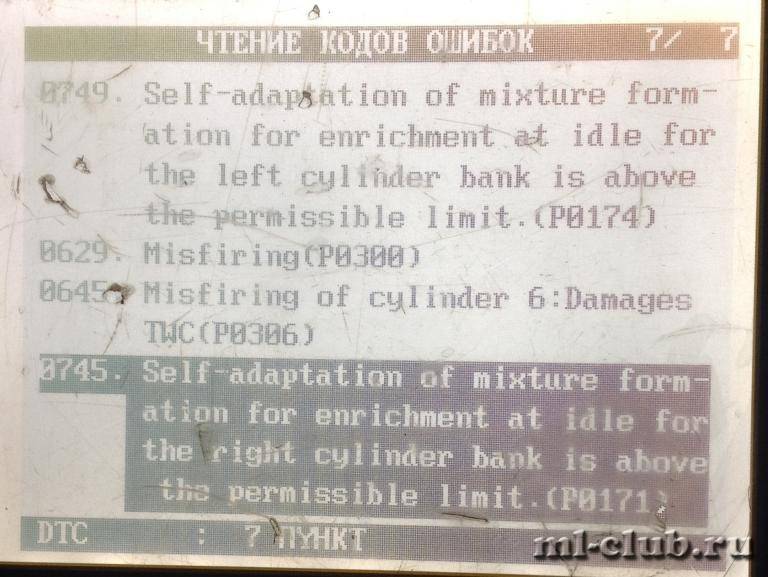 ЧТЕНИЕ КОДОВ ОШИБОК 7/ 7
0749. Self-adaptation of mixture form-
ation for enrichment at idle for
the left cylinder bank is above
the permissible limit.(P0174)
0629. Misfiring(P0300)
0645. Misfiring of cylinder 6:Damages
TWC(P0306)
0745. Self-adaptation of mixture form-
ation for enrichment at idle for
the right cylinder bank is above
the permissible limit.(P0171)
DTC : 7 ПУНКТ
ml-club.ru